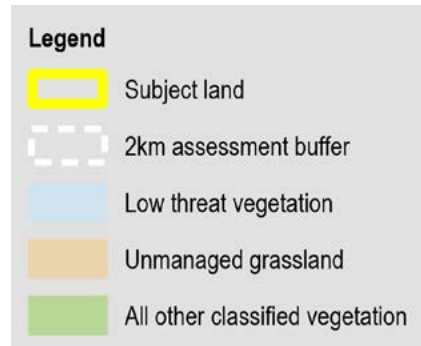 Legend
Subject land
2km assessment buffer
Low threat vegetation
Unmanaged grassland
All other classified vegetation